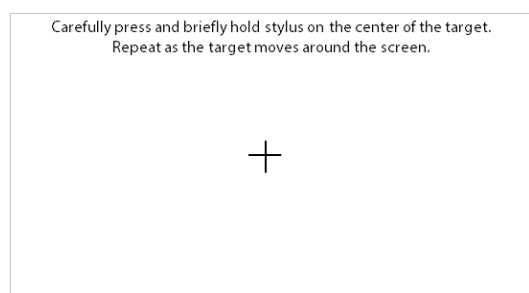 Carefully press and briefly hold stylus on the center of the target.
Repeat as the target moves around the screen.